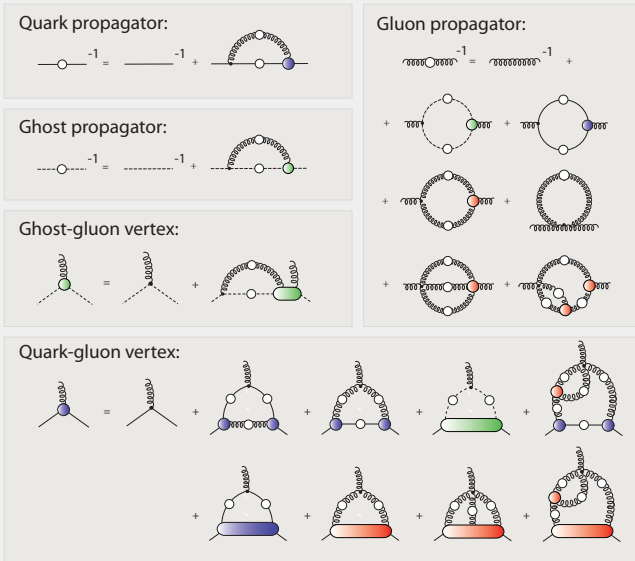 Quark propagator:
-1 = -1 +
Ghost propagator:
-1 = -1 +
Ghost-gluon vertex:
= +
Gluon propagator:
-1 = -1 +
+ +
+ +
+ +
Quark-gluon vertex:
= + + + +
+ + + +